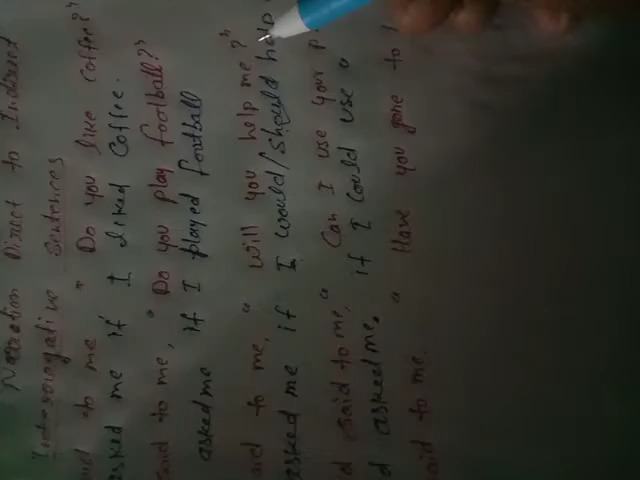 Narration Direct to Indirect
Interrogative Sentences
to me " Do you like coffee?"
asked me if I liked coffee.
said to me, " Do you play football?"
asked me if I played football
to me, " Will you help me?"
asked me if I would/should help
said to me, " Can I use your p
asked me. if I could use
said to me. " Have you gone to